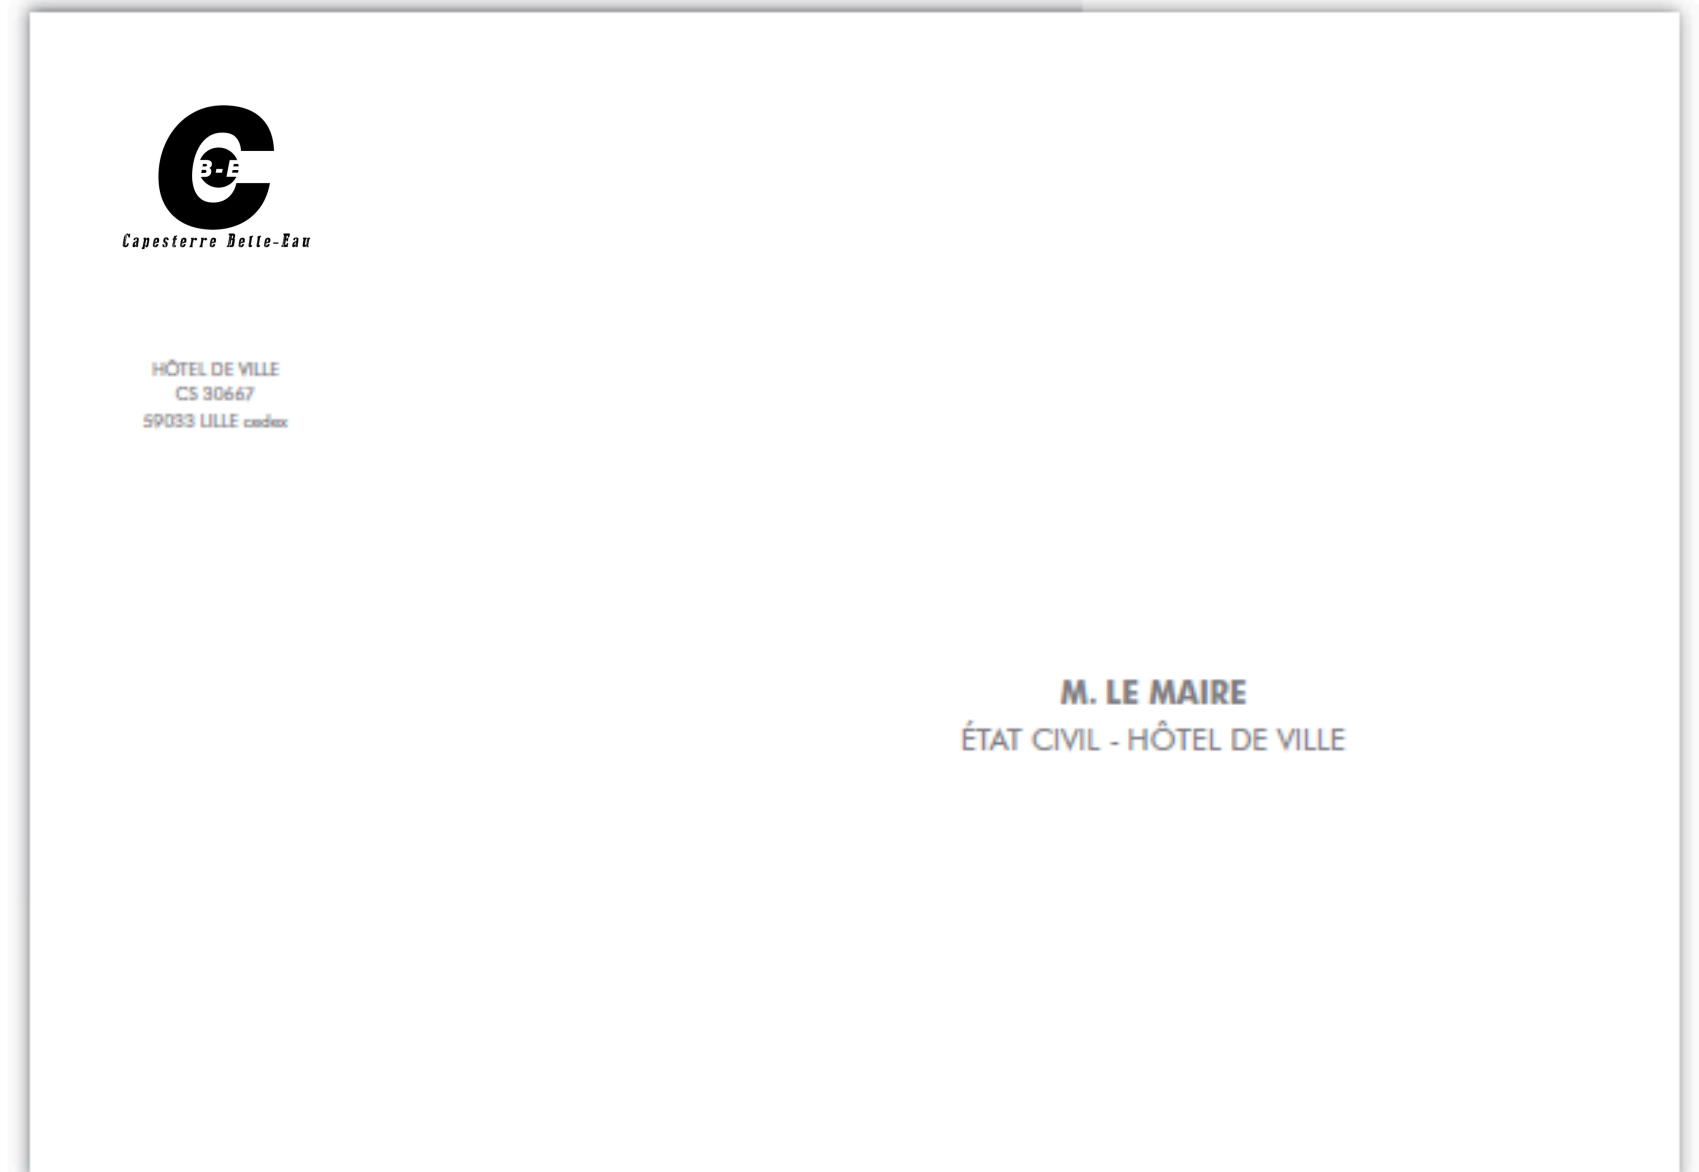 B-E
Capesterre Belle-Eau
HÔTEL DE VILLE
CS 30667
59033 LILLE cedex
M. LE MAIRE
ÉTAT CIVIL - HÔTEL DE VILLE